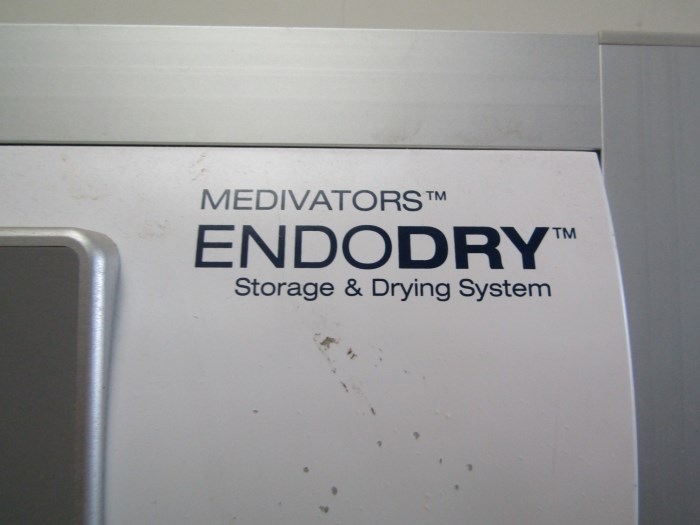 MEDIVATORS™
ENDODRY™
Storage & Drying System